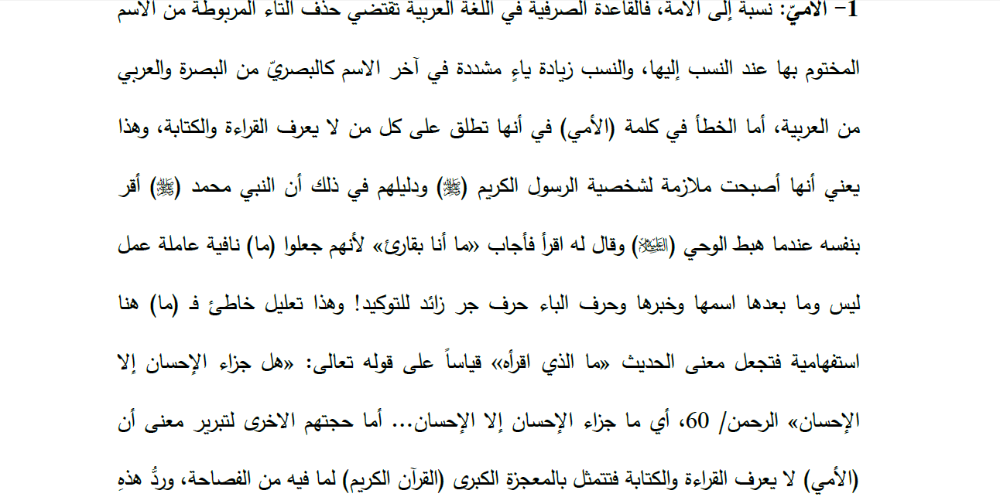 1- الأميّ: نسبة إلى الأمة، فالقاعدة الصرفية في اللغة العربية تقتضي حذف التاء المربوطة من الاسم
المختوم بها عند النسب إليها، والنسب زيادة ياءٍ مشددة في آخر الاسم كالبصريّ من البصرة والعربي
من العربية، أما الخطأ في كلمة (الأمي) في أنها تطلق على كل من لا يعرف القراءة والكتابة، وهذا
يعني أنها أصبحت ملازمة لشخصية الرسول الكريم (ﷺ) ودليلهم في ذلك أن النبي محمد (ﷺ) أقر
بنفسه عندما هبط الوحي (عليه السلام) وقال له اقرأ فأجاب «ما أنا بقارئ» لأنهم جعلوا (ما) نافية عاملة عمل
ليس وما بعدها اسمها وخبرها وحرف الباء حرف جر زائد للتوكيد! وهذا تعليل خاطئ فـ (ما) هنا
استفهامية فتجعل معنى الحديث «ما الذي اقرأه» قياساً على قوله تعالى: «هل جزاء الإحسان إلا
الإحسان» الرحمن/ 60، أي ما جزاء الإحسان إلا الإحسان... أما حجتهم الاخرى لتبرير معنى أن
(الأمي) لا يعرف القراءة والكتابة فتتمثل بالمعجزة الكبرى (القرآن الكريم) لما فيه من الفصاحة، وردُّ هذهِ